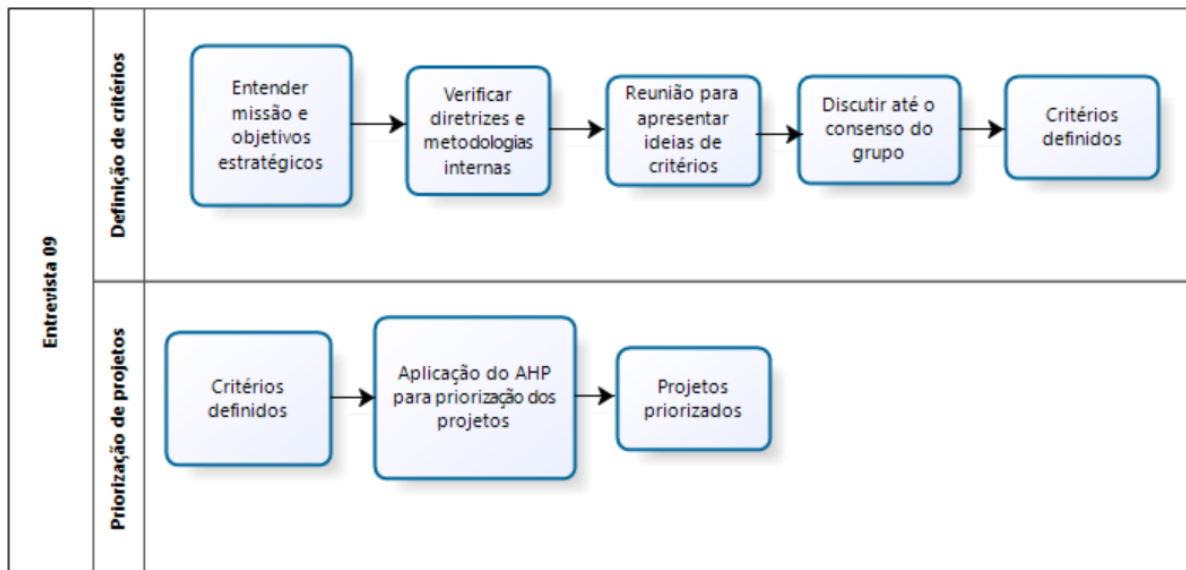 Entrevista 09
Definição de critérios
Entender
missão e
objetivos
estratégicos
Verificar
diretrizes e
metodologias
internas
Reunião para
apresentar
ideias de
critérios
Discutir até o
consenso do
grupo
Critérios
definidos
Priorização de projetos
Critérios
definidos
Aplicação do AHP
para priorização dos
projetos
Projetos
priorizados